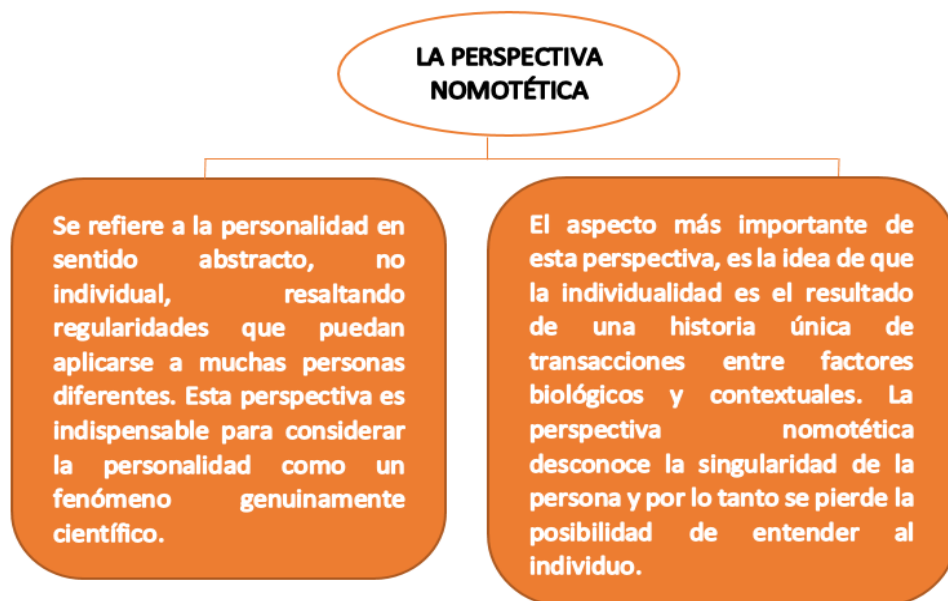 LA PERSPECTIVA
NOMOTÉTICA
Se refiere a la personalidad en
sentido abstracto, no
individual, resaltando
regularidades que puedan
aplicarse a muchas personas
diferentes. Esta perspectiva es
indispensable para considerar
la personalidad como un
fenómeno genuinamente
científico.
El aspecto más importante de
esta perspectiva, es la idea de que
la individualidad es el resultado
de una historia única de
transacciones entre factores
biológicos y contextuales. La
perspectiva nomotética
desconoce la singularidad de la
persona y por lo tanto se pierde la
posibilidad de entender al
individuo.